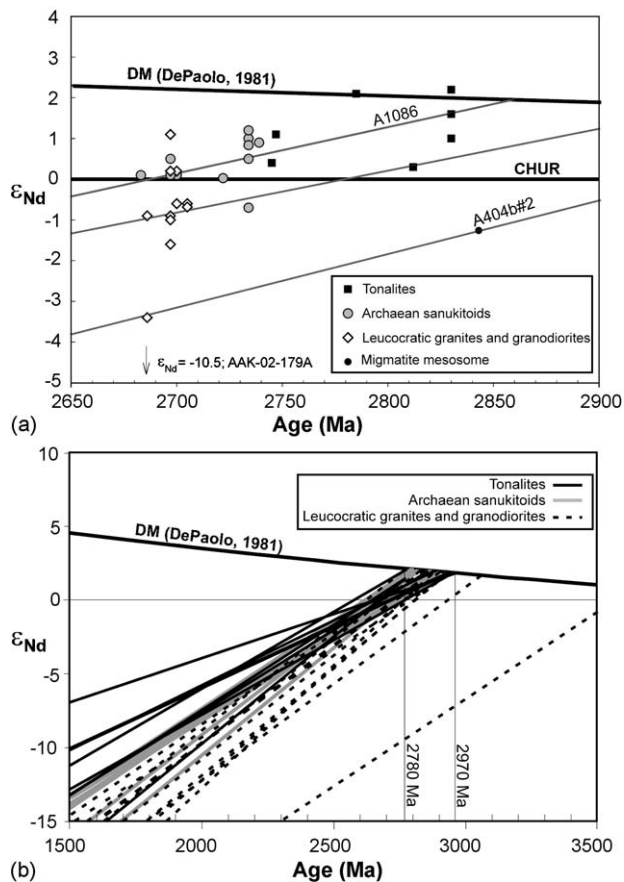 4
3
DM (DePaolo, 1981)
2
A1086
1
0
CHUR
εNd
-1
A404b#2
-2
Tonalites
-3
Archaean sanukitoids
Leucocratic granites and granodiorites
-4
εNd= -10.5; AAK-02-179A
Migmatite mesosome
-5
2650 2700 2750 2800 2850 2900
(a) Age (Ma)
10
Tonalites
Archaean sanukitoids
Leucocratic granites and granodiorites
5
DM (DePaolo, 1981)
0
εNd
-5
-10
2780 Ma
2970 Ma
-15
1500 2000 2500 3000 3500
(b) Age (Ma)